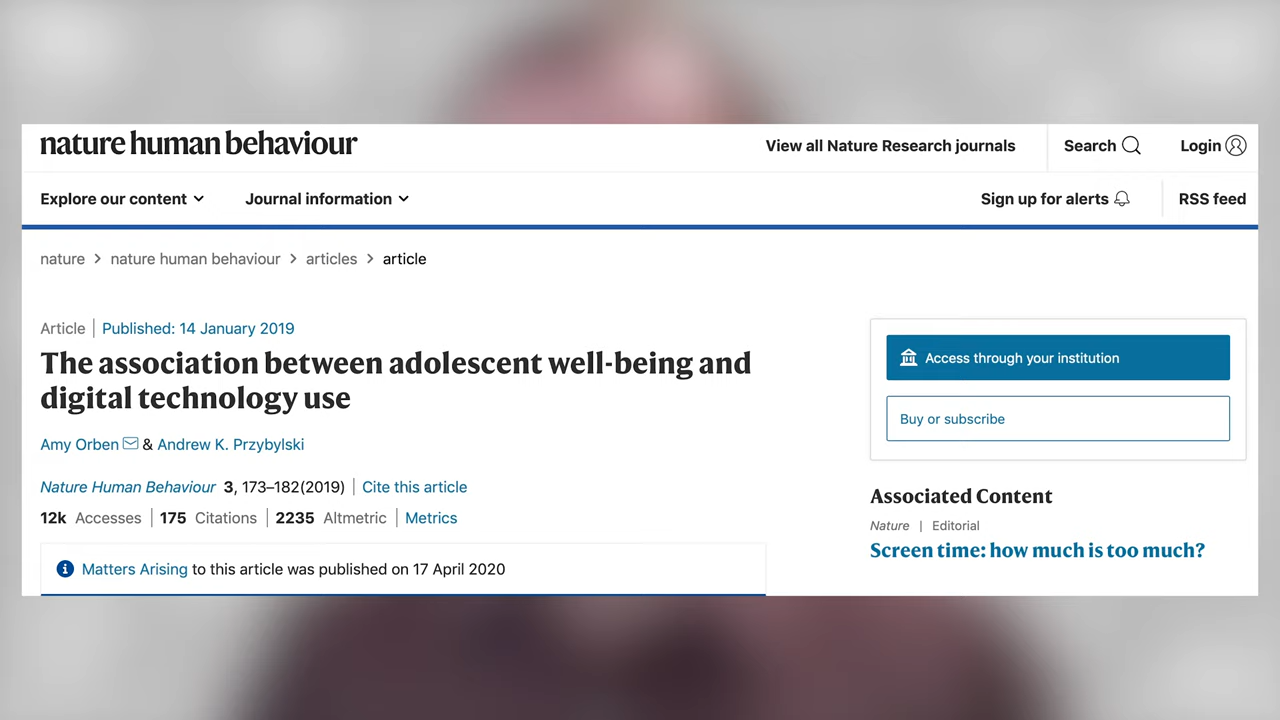 nature human behaviour
View all Nature Research journals
Search
Login
Explore our content
Journal information
Sign up for alerts
RSS feed
nature > nature human behaviour > articles > article
Article | Published: 14 January 2019
The association between adolescent well-being and
digital technology use
Amy Orben & Andrew K. Przybylski
Nature Human Behaviour 3, 173–182(2019) | Cite this article
12k Accesses | 175 Citations | 2235 Altmetric | Metrics
Matters Arising to this article was published on 17 April 2020
Access through your institution
Buy or subscribe
Associated Content
Nature | Editorial
Screen time: how much is too much?